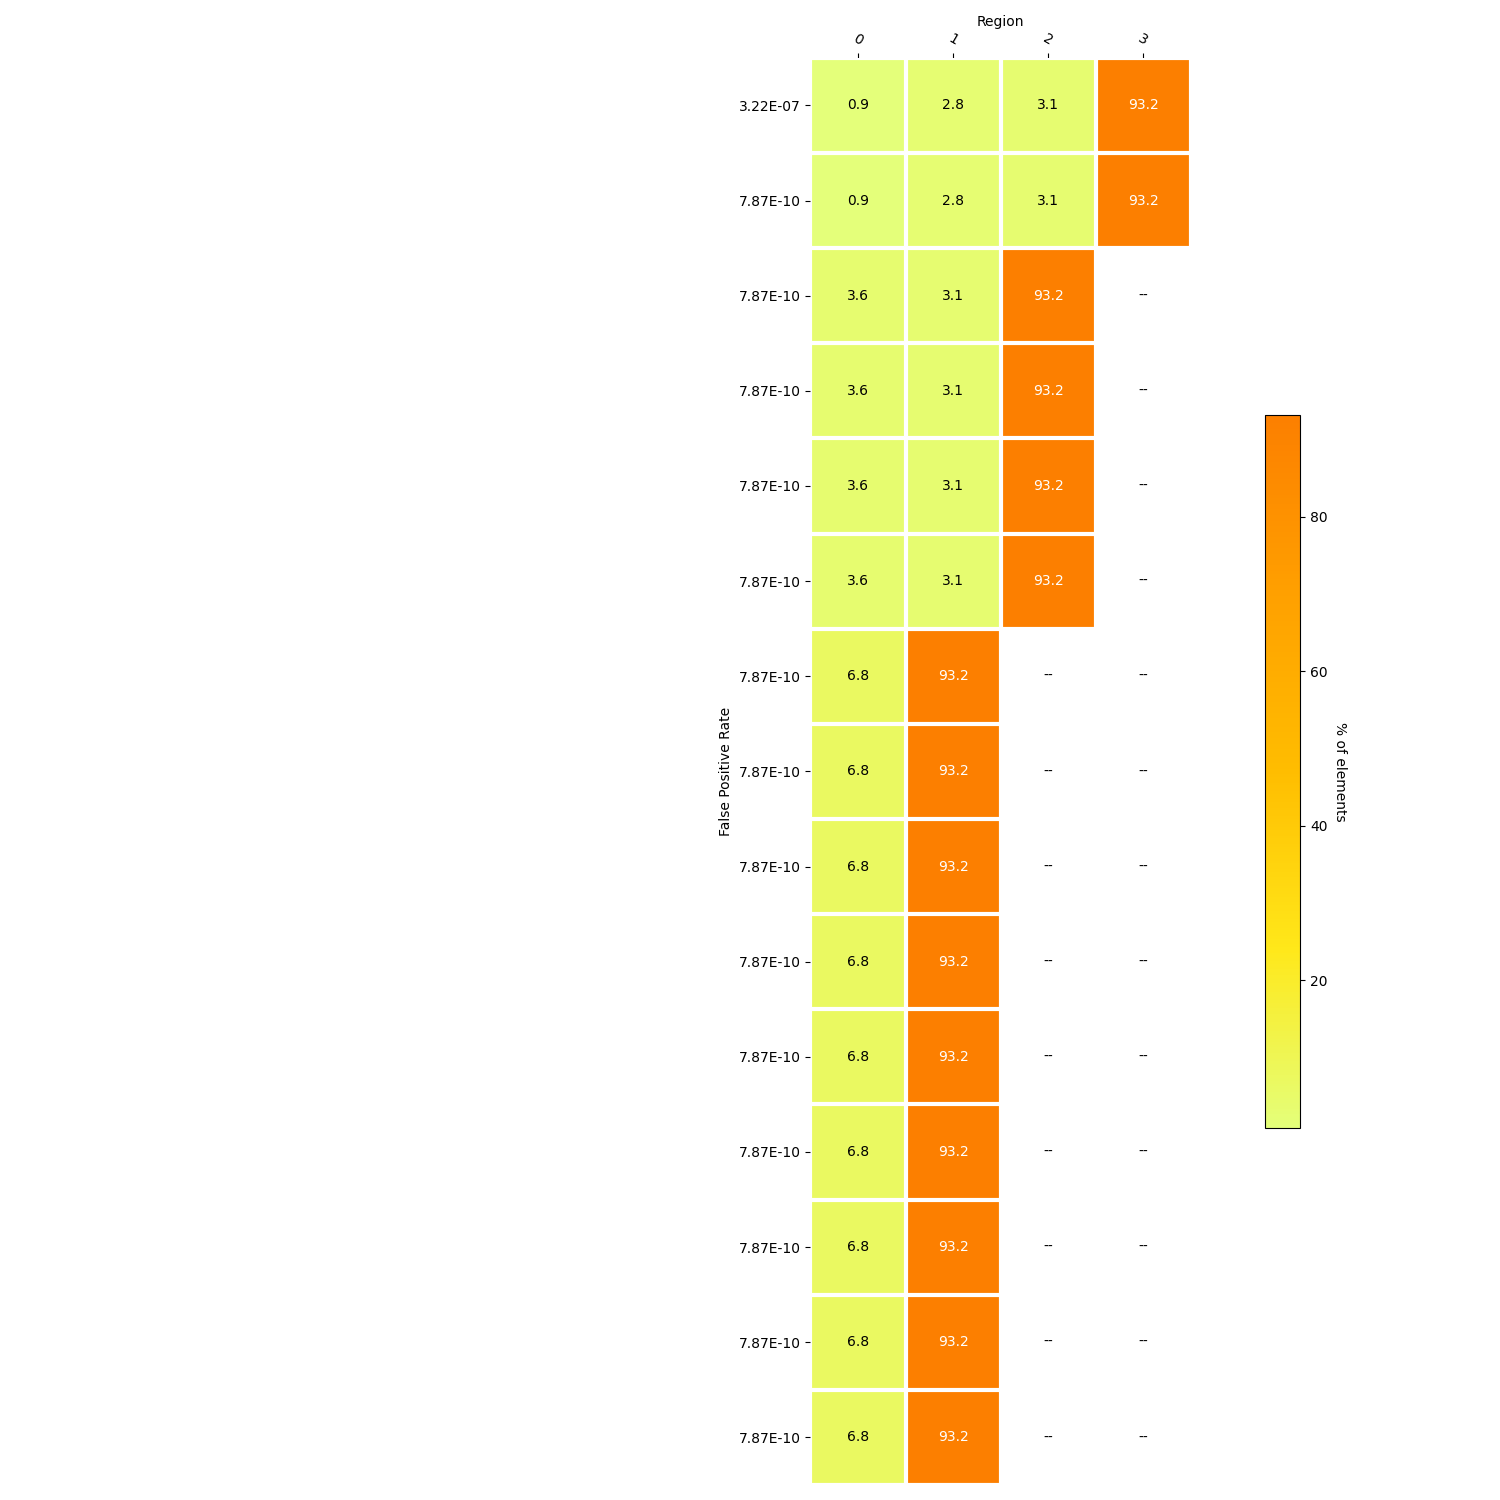 Region
0 1 2 3
3.22E-07 0.9 2.8 3.1 93.2
7.87E-10 0.9 2.8 3.1 93.2
7.87E-10 3.6 3.1 93.2 --
7.87E-10 3.6 3.1 93.2 --
7.87E-10 3.6 3.1 93.2 --
7.87E-10 3.6 3.1 93.2 --
7.87E-10 6.8 93.2 -- --
7.87E-10 6.8 93.2 -- --
7.87E-10 6.8 93.2 -- --
7.87E-10 6.8 93.2 -- --
7.87E-10 6.8 93.2 -- --
7.87E-10 6.8 93.2 -- --
7.87E-10 6.8 93.2 -- --
7.87E-10 6.8 93.2 -- --
7.87E-10 6.8 93.2 -- --
False Positive Rate
80
60
40
20
% of elements